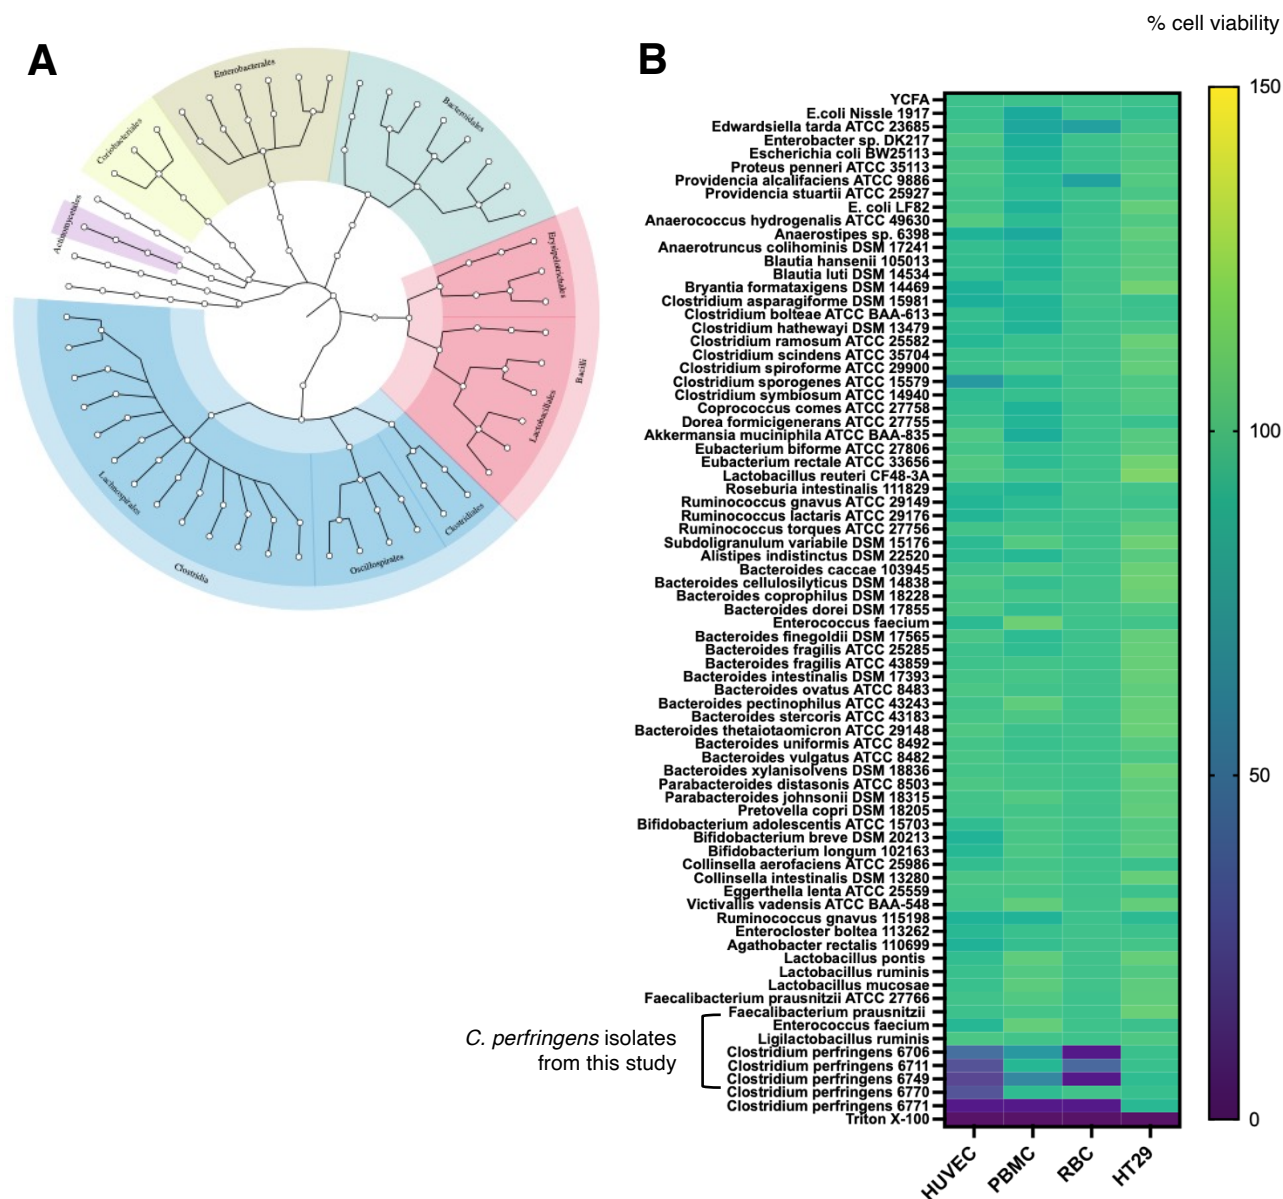 A
Enterobacterales
Bacteroidales
Coriobacteriales
Actinomycetales
Erysipelotrichales
Bacilli
Lactobacillales
Lachnospirales
Clostridia
Oscillospirales
Clostridiales
B
% cell viability
150
100
50
0
YCFA
E.coli Nissle 1917
Edwardsiella tarda ATCC 23685
Enterobacter sp. DK217
Escherichia coli BW25113
Proteus penneri ATCC 35113
Providencia alcalifaciens ATCC 9886
Providencia stuartii ATCC 25927
E. coli LF82
Anaerococcus hydrogenalis ATCC 49630
Anaerostipes sp. 6398
Anaerotruncus colihominis DSM 17241
Blautia hansenii 105013
Blautia luti DSM 14534
Bryantia formataxigens DSM 14469
Clostridium asparagiforme DSM 15981
Clostridium bolteae ATCC BAA-613
Clostridium hathewayi DSM 13479
Clostridium ramosum ATCC 25582
Clostridium scindens ATCC 35704
Clostridium spiroforme ATCC 29900
Clostridium sporogenes ATCC 15579
Clostridium symbiosum ATCC 14940
Coprococcus comes ATCC 27758
Dorea formicigenerans ATCC 27755
Akkermansia muciniphila ATCC BAA-835
Eubacterium biforme ATCC 27806
Eubacterium rectale ATCC 33656
Lactobacillus reuteri CF48-3A
Roseburia intestinalis 111829
Ruminococcus gnavus ATCC 29149
Ruminococcus lactaris ATCC 29176
Ruminococcus torques ATCC 27756
Subdoligranulum variabile DSM 15176
Alistipes indistinctus DSM 22520
Bacteroides caccae 103945
Bacteroides cellulosilyticus DSM 14838
Bacteroides coprophilus DSM 18228
Bacteroides dorei DSM 17855
Enterococcus faecium
Bacteroides finegoldii DSM 17565
Bacteroides fragilis ATCC 25285
Bacteroides fragilis ATCC 43859
Bacteroides intestinalis DSM 17393
Bacteroides ovatus ATCC 8483
Bacteroides pectinophilus ATCC 43243
Bacteroides stercoris ATCC 43183
Bacteroides thetaiotaomicron ATCC 29148
Bacteroides uniformis ATCC 8492
Bacteroides vulgatus ATCC 8482
Bacteroides xylanisolvens DSM 18836
Parabacteroides distasonis ATCC 8503
Parabacteroides johnsonii DSM 18315
Pretovella copri DSM 18205
Bifidobacterium adolescentis ATCC 15703
Bifidobacterium breve DSM 20213
Bifidobacterium longum 102163
Collinsella aerofaciens ATCC 25986
Collinsella intestinalis DSM 13280
Eggerthella lenta ATCC 25559
Victivallis vadensis ATCC BAA-548
Ruminococcus gnavus 115198
Enterocloster boltea 113262
Agathobacter rectalis 110699
Lactobacillus pontis
Lactobacillus ruminis
Lactobacillus mucosae
Faecalibacterium prausnitzii ATCC 27766
Faecalibacterium prausnitzii
Enterococcus faecium
Ligilactobacillus ruminis
Clostridium perfringens 6706
Clostridium perfringens 6711
Clostridium perfringens 6749
Clostridium perfringens 6770
Clostridium perfringens 6771
Triton X-100
C. perfringens isolates
from this study
HUVEC
PBMC
RBC
HT29